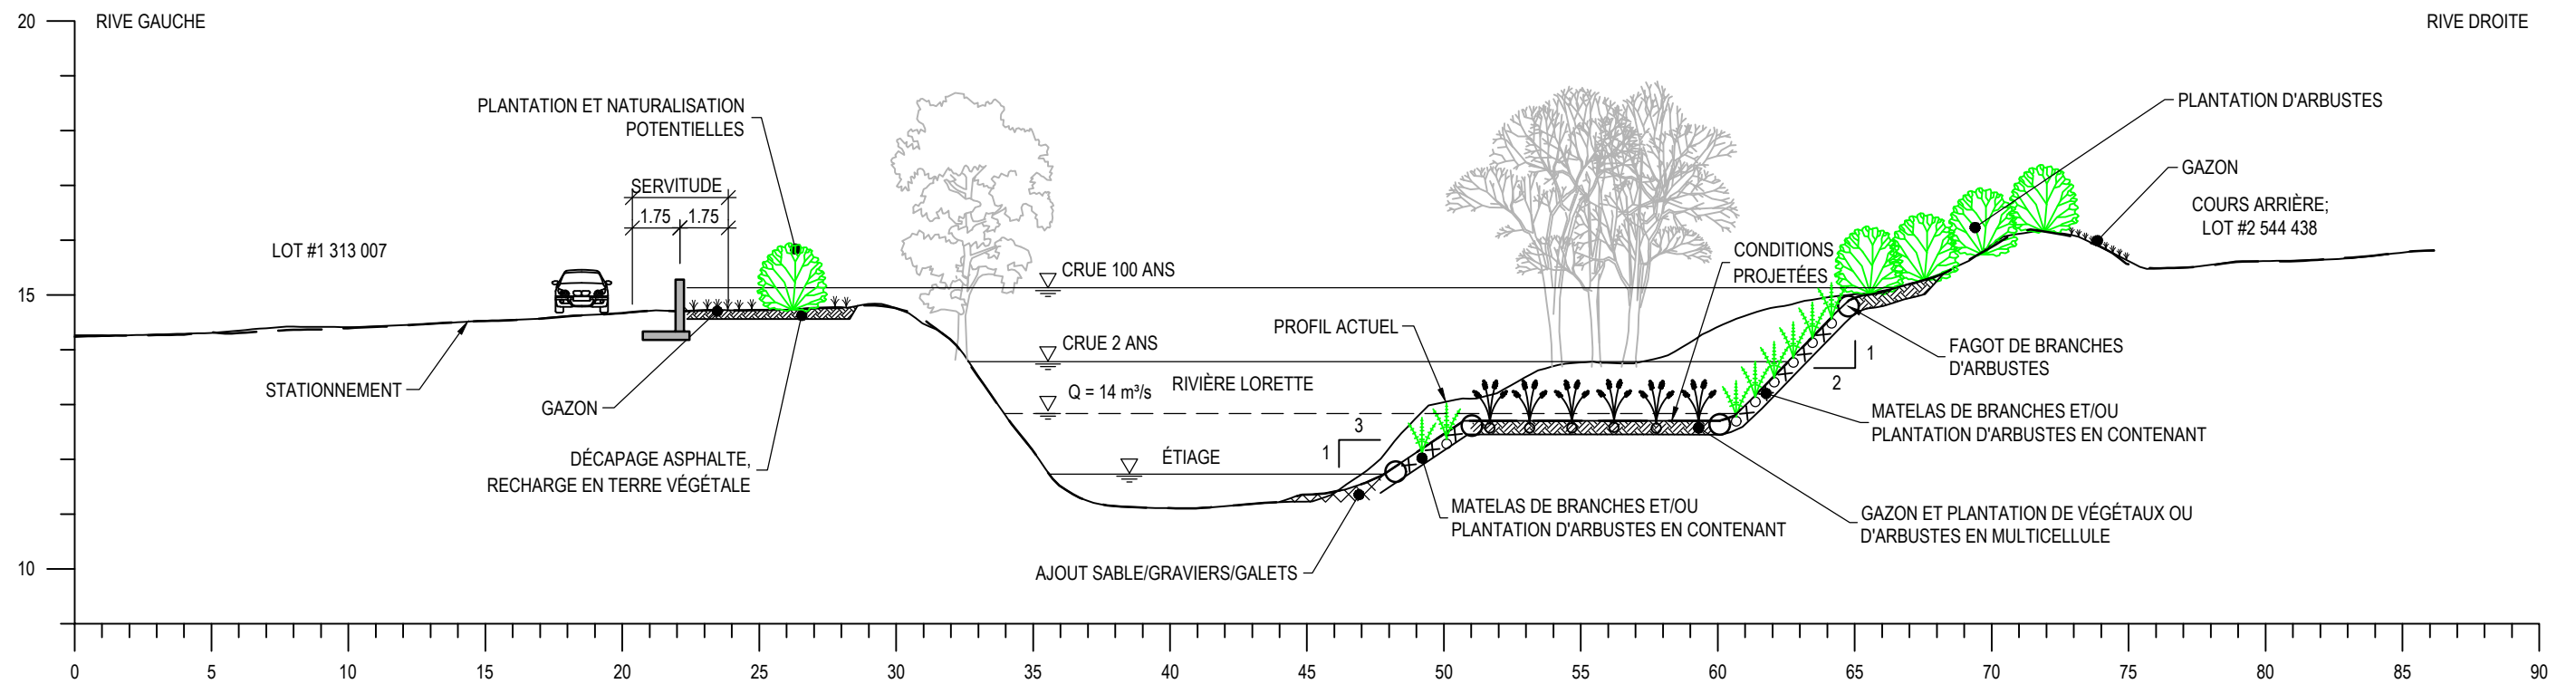 20
RIVE GAUCHE
RIVE DROITE
PLANTATION ET NATURALISATION
POTENTIELLES
PLANTATION D'ARBUSTES
GAZON
SERVITUDE
1.75
1.75
COURS ARRIÈRE;
LOT #2 544 438
LOT #1 313 007
CONDITIONS
PROJETÉES
CRUE 100 ANS
15
PROFIL ACTUEL
CRUE 2 ANS
FAGOT DE BRANCHES
D'ARBUSTES
1
2
STATIONNEMENT
RIVIÈRE LORETTE
Q = 14 m³/s
GAZON
MATELAS DE BRANCHES ET/OU
PLANTATION D'ARBUSTES EN CONTENANT
3
1
ÉTIAGE
DÉCAPAGE ASPHALTE,
RECHARGE EN TERRE VÉGÉTALE
MATELAS DE BRANCHES ET/OU
PLANTATION D'ARBUSTES EN CONTENANT
GAZON ET PLANTATION DE VÉGÉTAUX OU
D'ARBUSTES EN MULTICELLULE
10
AJOUT SABLE/GRAVIERS/GALETS
0 5 10 15 20 25 30 35 40 45 50 55 60 65 70 75 80 85 90